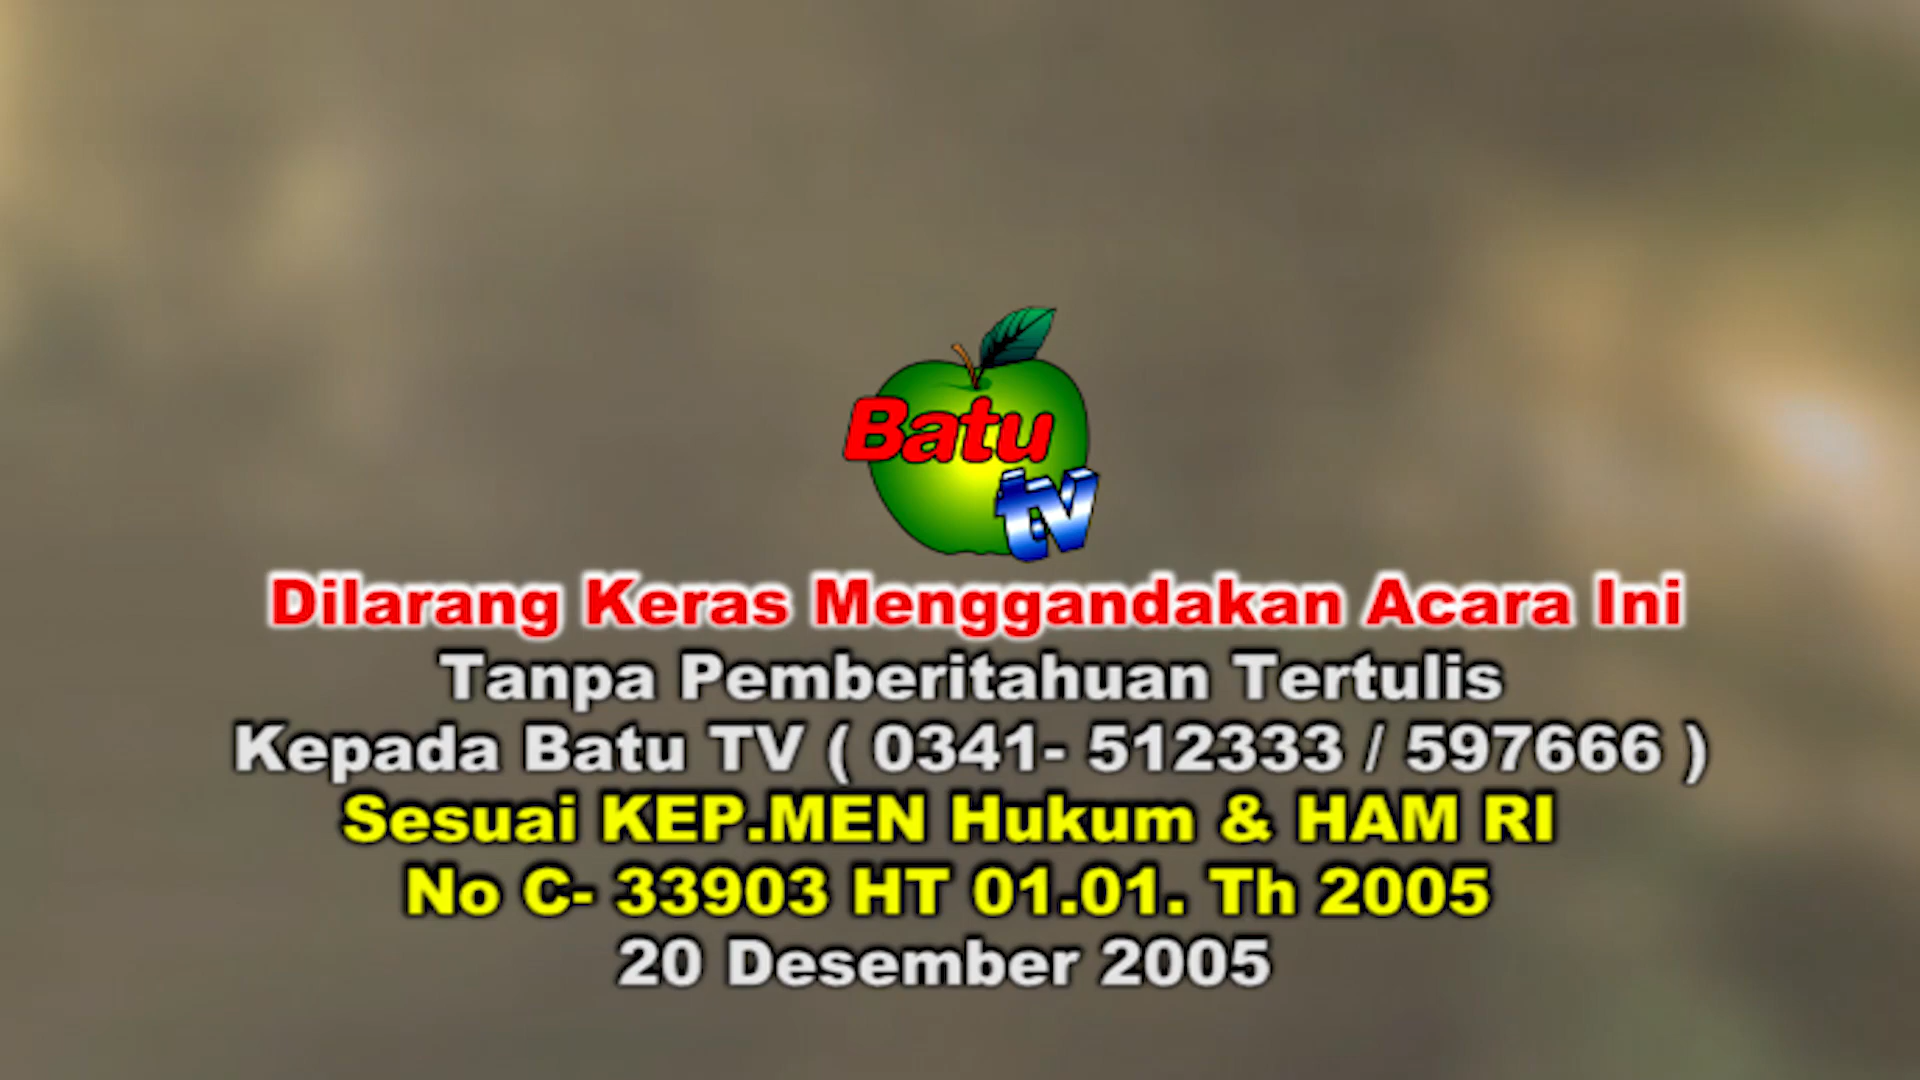 Batu
tv
Dilarang Keras Menggandakan Acara Ini
Tanpa Pemberitahuan Tertulis
Kepada Batu TV ( 0341- 512333 / 597666 )
Sesuai KEP.MEN Hukum & HAM RI
No C- 33903 HT 01.01. Th 2005
20 Desember 2005